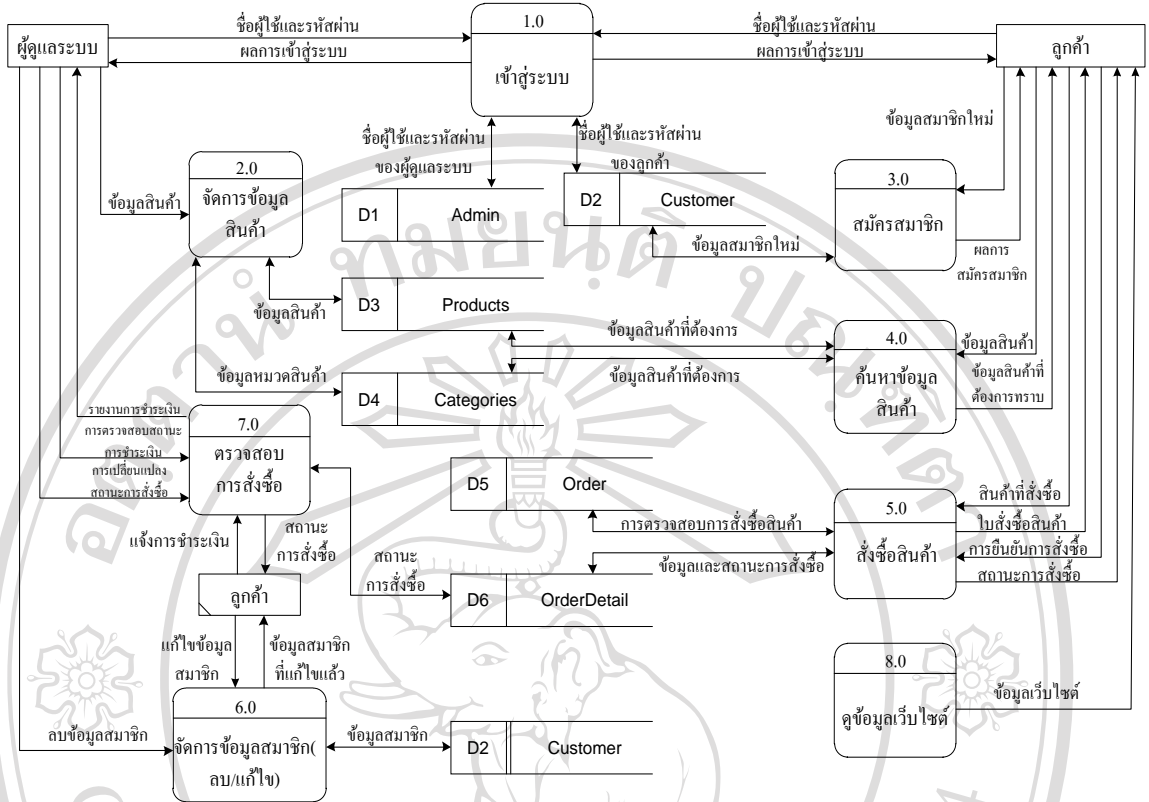 ชื่อผู้ใช้และรหัสผ่าน
ผลการเข้าสู่ระบบ
ผู้ดูแลระบบ
1.0
เข้าสู่ระบบ
ชื่อผู้ใช้และรหัสผ่าน
ผลการเข้าสู่ระบบ
ลูกค้า
ชื่อผู้ใช้และรหัสผ่าน
ของผู้ดูแลระบบ
ชื่อผู้ใช้และรหัสผ่าน
ของลูกค้า
ข้อมูลสมาชิกใหม่
2.0
จัดการข้อมูล
สินค้า
ข้อมูลสินค้า
D1 Admin
D2 Customer
3.0
สมัครสมาชิก
ข้อมูลสมาชิกใหม่
ผลการ
สมัครสมาชิก
D3 Products
ข้อมูลสินค้า
ข้อมูลสินค้าที่ต้องการ
4.0
ค้นหาข้อมูล
สินค้า
ข้อมูลสินค้า
ข้อมูลสินค้าที่
ต้องการทราบ
ข้อมูลหมวดสินค้า
D4 Categories
ข้อมูลสินค้าที่ต้องการ
รายงานการชำระเงิน
การตรวจสอบสถานะ
การชำระเงิน
การเปลี่ยนแปลง
สถานะการสั่งซื้อ
7.0
ตรวจสอบ
การสั่งซื้อ
D5 Order
การตรวจสอบการสั่งซื้อสินค้า
ข้อมูลและสถานะการสั่งซื้อ
5.0
สั่งซื้อสินค้า
สินค้าที่สั่งซื้อ
ใบสั่งซื้อสินค้า
การยืนยันการสั่งซื้อ
สถานะการสั่งซื้อ
แจ้งการชำระเงิน
สถานะ
การสั่งซื้อ
สถานะ
การสั่งซื้อ
D6 OrderDetail
ลูกค้า
แก้ไขข้อมูล
สมาชิก
ข้อมูลสมาชิก
ที่แก้ไขแล้ว
8.0
ดูข้อมูลเว็บไซต์
ข้อมูลเว็บไซต์
6.0
จัดการข้อมูลสมาชิก(
ลบ/แก้ไข)
ลบข้อมูลสมาชิก
ข้อมูลสมาชิก
D2 Customer